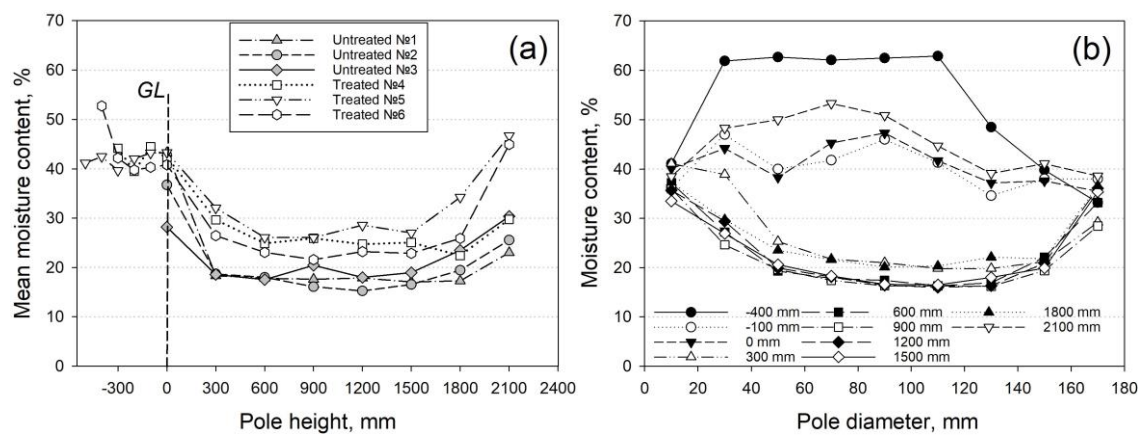 (a)
GL
Untreated №1
Untreated №2
Untreated №3
Treated №4
Treated №5
Treated №6
Mean moisture content, %
70
60
50
40
30
20
10
0
-300 0 300 600 900 1200 1500 1800 2100 2400
Pole height, mm
(b)
Moisture content, %
70
60
50
40
30
20
10
0
-400 mm 600 mm 1800 mm
-100 mm 900 mm 2100 mm
0 mm 1200 mm
300 mm 1500 mm
0 20 40 60 80 100 120 140 160 180
Pole diameter, mm